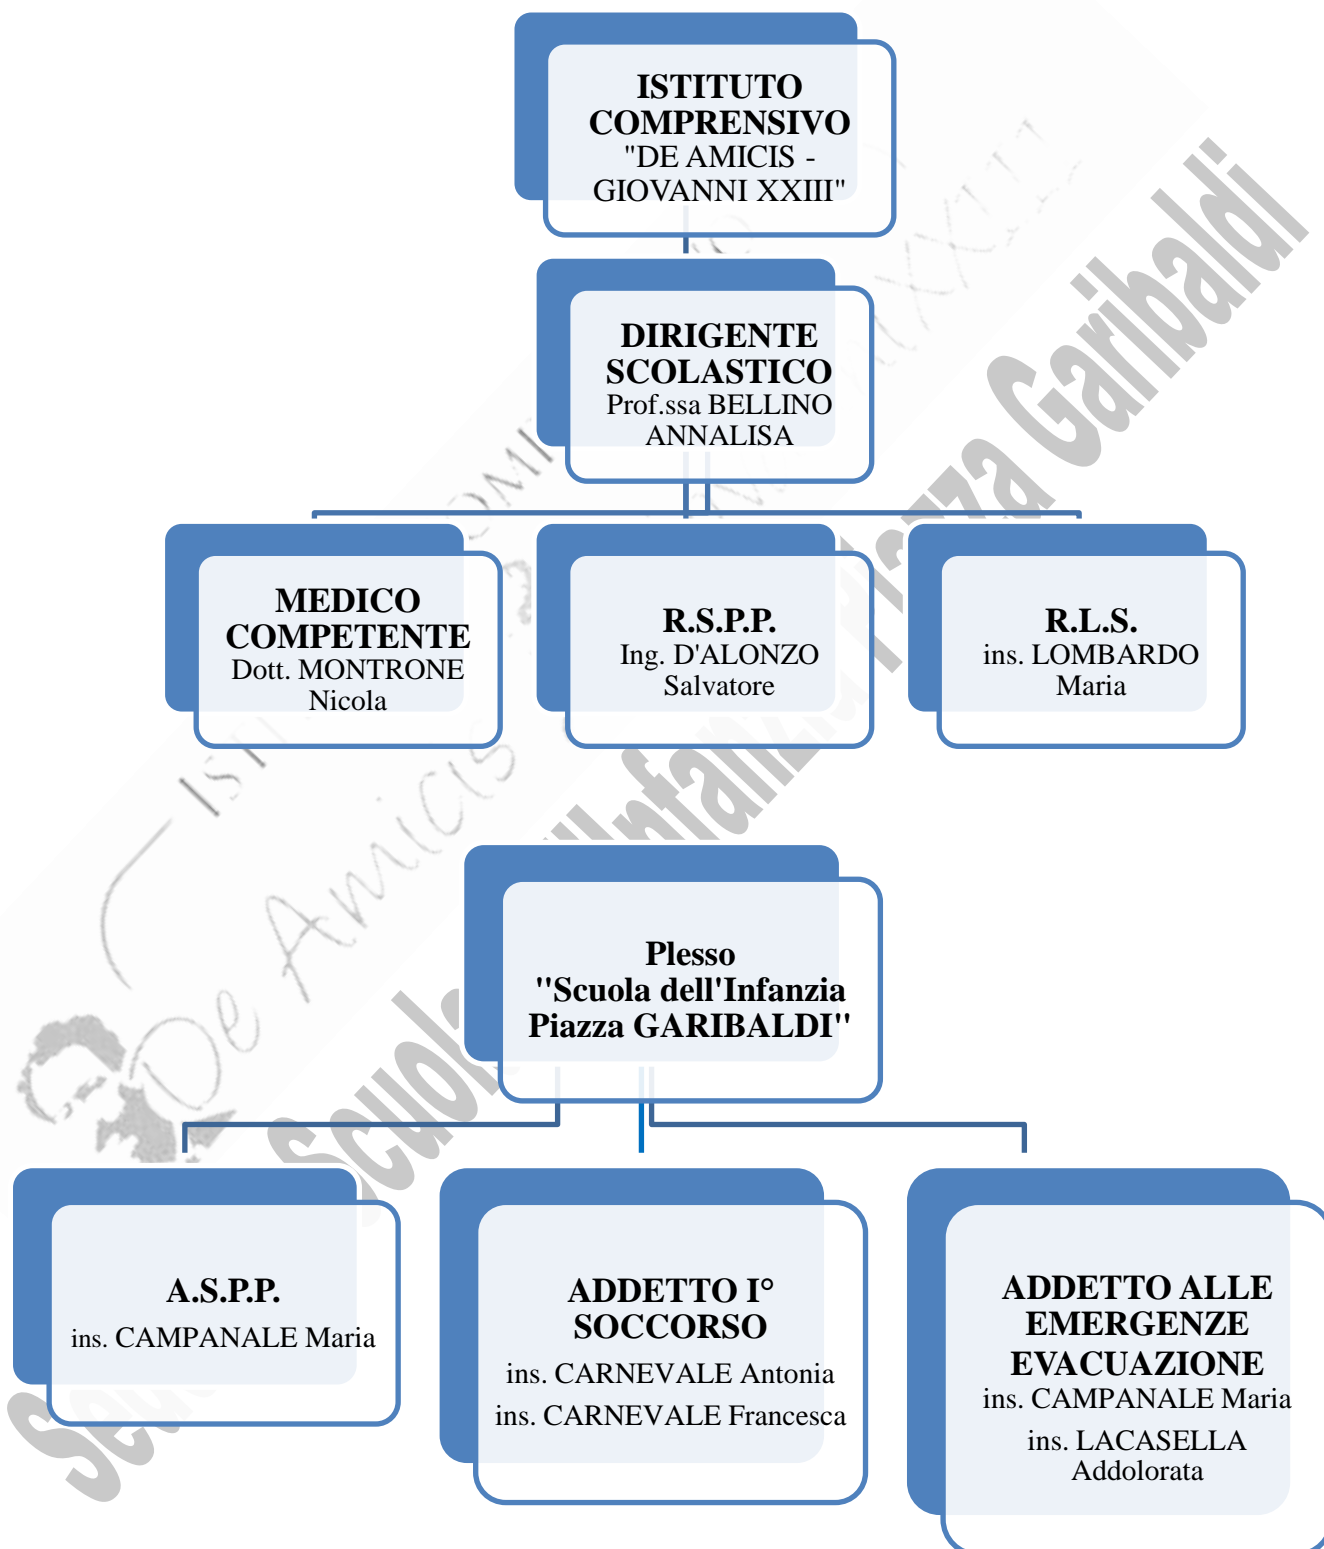 ISTITUTO
COMPRENSIVO
"DE AMICIS -
GIOVANNI XXIII"
DIRIGENTE
SCOLASTICO
Prof.ssa BELLINO
ANNALISA
MEDICO
COMPETENTE
Dott. MONTRONE
Nicola
R.S.P.P.
Ing. D'ALONZO
Salvatore
R.L.S.
ins. LOMBARDO
Maria
Plesso
"Scuola dell'Infanzia
Piazza GARIBALDI"
A.S.P.P.
ins. CAMPANALE Maria
ADDETTO I°
SOCCORSO
ins. CARNEVALE Antonia
ins. CARNEVALE Francesca
ADDETTO ALLE
EMERGENZE
EVACUAZIONE
ins. CAMPANALE Maria
ins. LACASELLA
Addolorata
Scuola dell'Infanzia Piazza Garibaldi
De Amicis